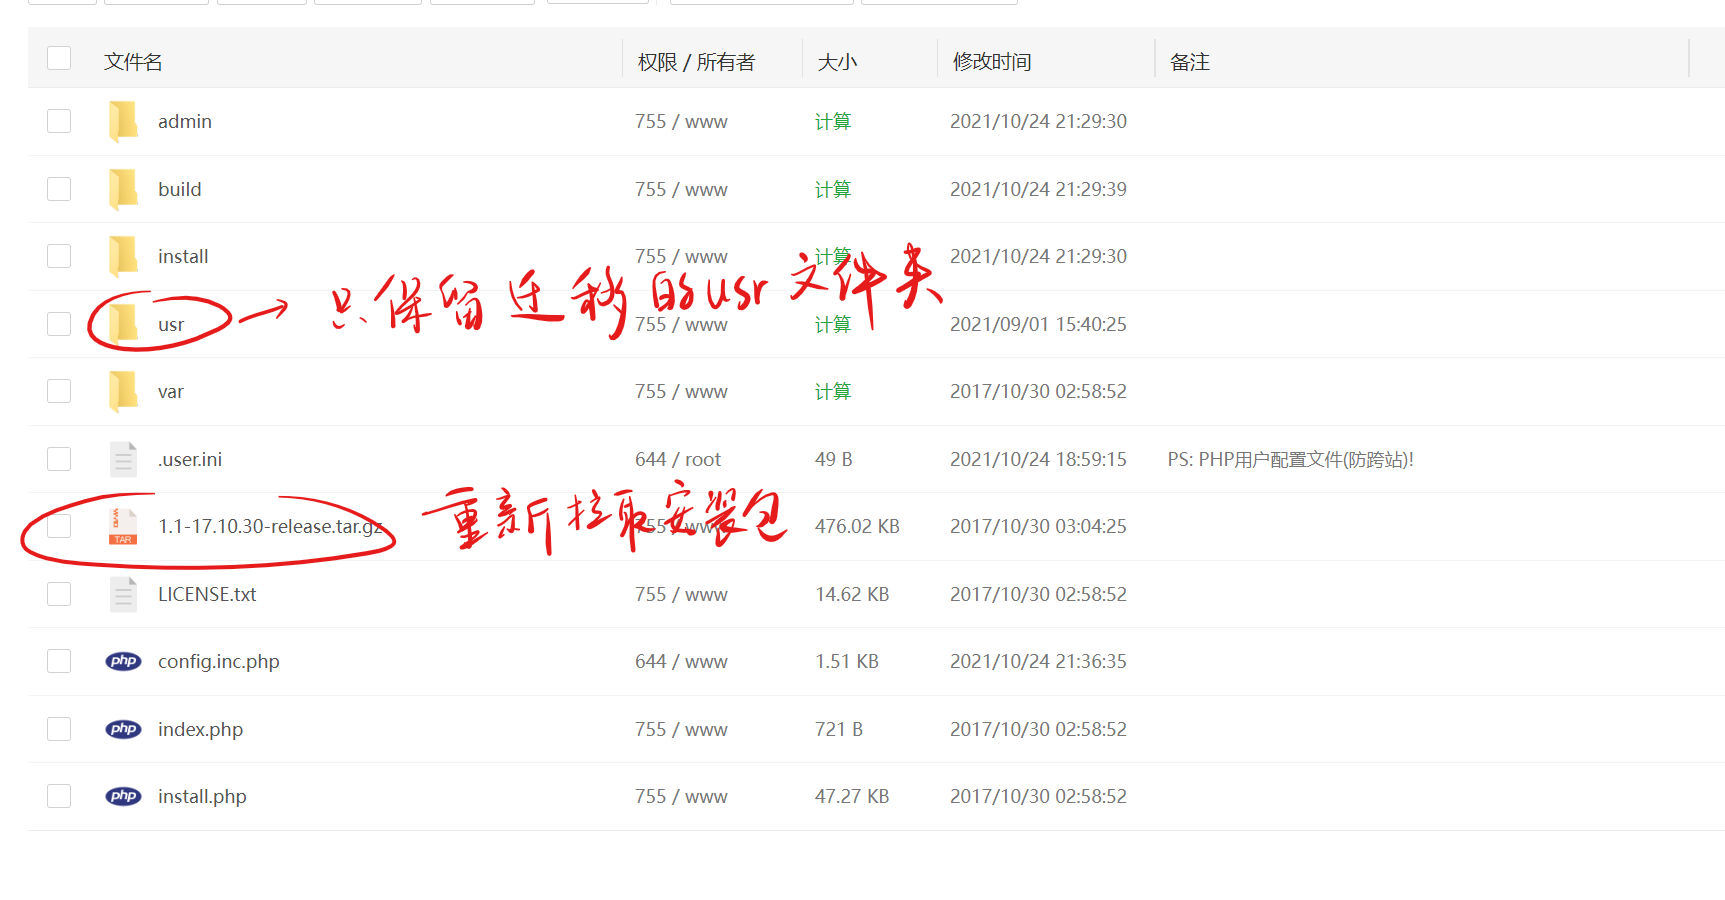 文件名 权限 / 所有者 大小 修改时间 备注
admin 755 / www 计算 2021/10/24 21:29:30
build 755 / www 计算 2021/10/24 21:29:39
install 755 / www 计算 2021/10/24 21:29:30
→ 只保留迁移的usr文件夹
usr 755 / www 计算 2021/09/01 15:40:25
var 755 / www 计算 2017/10/30 02:58:52
.user.ini 644 / root 49 B 2021/10/24 18:59:15 PS: PHP用户配置文件(防跨站)!
重新拉取安装包
TAR 1.1-17.10.30-release.tar.gz 755 / www 476.02 KB 2017/10/30 03:04:25
LICENSE.txt 755 / www 14.62 KB 2017/10/30 02:58:52
php config.inc.php 644 / www 1.51 KB 2021/10/24 21:36:35
php index.php 755 / www 721 B 2017/10/30 02:58:52
php install.php 755 / www 47.27 KB 2017/10/30 02:58:52